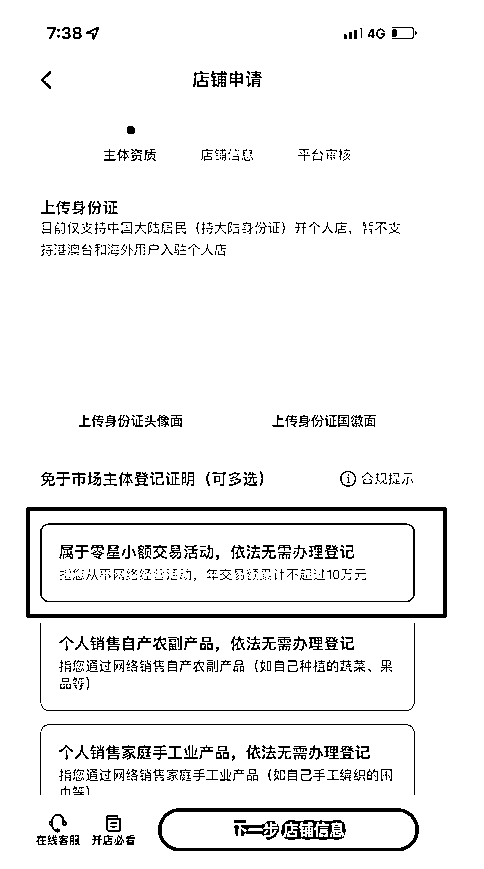 7:38
4G
店铺申请
主体资质
店铺信息
平台审核
上传身份证
目前仅支持中国大陆居民（持大陆身份证）开个人店，暂不支
持港澳台和海外用户入驻个人店
上传身份证头像面
上传身份证国徽面
免于市场主体登记证明（可多选）
合规提示
属于零星小额交易活动，依法无需办理登记
指您从事网络经营活动，年交易额累计不超过10万元
个人销售自产农副产品，依法无需办理登记
指您通过网络销售自产农副产品（如自己种植的蔬菜、果
品等）
个人销售家庭手工业产品，依法无需办理登记
指您通过网络销售家庭手工业产品（如自己手工编织的围
巾等）
在线客服
开店必看
下一步 店铺信息